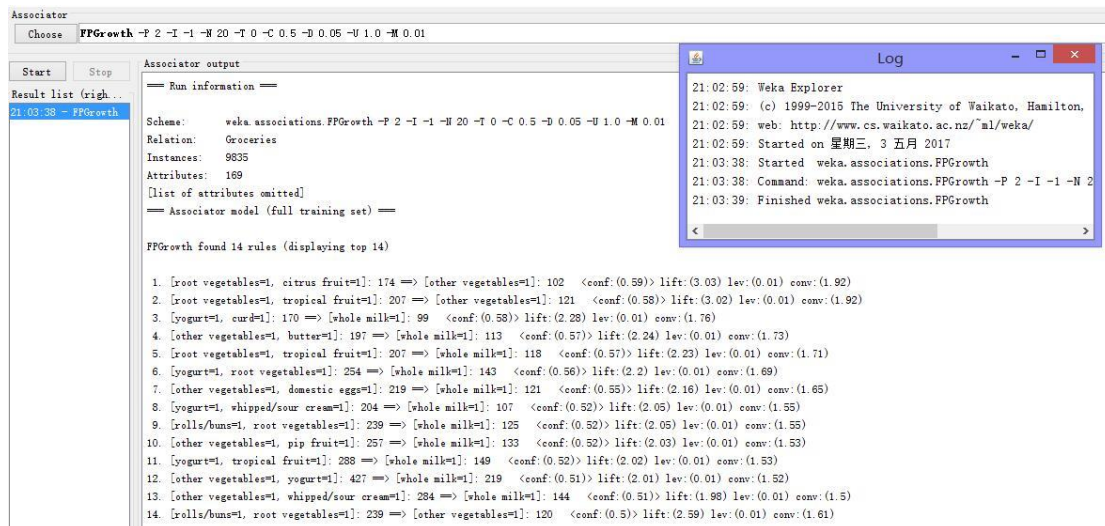 Associator
Choose FPGrowth -P 2 -I -1 -N 20 -T 0 -C 0.5 -D 0.05 -U 1.0 -M 0.01
Start Stop
Result list (righ...
21:03:38 - FPGrowth
Associator output
=== Run information ===
Scheme: weka.associations.FPGrowth -P 2 -I -1 -N 20 -T 0 -C 0.5 -D 0.05 -U 1.0 -M 0.01
Relation: Groceries
Instances: 9835
Attributes: 169
[list of attributes omitted]
=== Associator model (full training set) ===
FPGrowth found 14 rules (displaying top 14)
1. [root vegetables=1, citrus fruit=1]: 174 ==> [other vegetables=1]: 102 <conf:(0.59)> lift:(3.03) lev:(0.01) conv:(1.92)
2. [root vegetables=1, tropical fruit=1]: 207 ==> [other vegetables=1]: 121 <conf:(0.58)> lift:(3.02) lev:(0.01) conv:(1.92)
3. [yogurt=1, curd=1]: 170 ==> [whole milk=1]: 99 <conf:(0.58)> lift:(2.28) lev:(0.01) conv:(1.76)
4. [other vegetables=1, butter=1]: 197 ==> [whole milk=1]: 113 <conf:(0.57)> lift:(2.24) lev:(0.01) conv:(1.73)
5. [root vegetables=1, tropical fruit=1]: 207 ==> [whole milk=1]: 118 <conf:(0.57)> lift:(2.23) lev:(0.01) conv:(1.71)
6. [yogurt=1, root vegetables=1]: 254 ==> [whole milk=1]: 143 <conf:(0.56)> lift:(2.2) lev:(0.01) conv:(1.69)
7. [other vegetables=1, domestic eggs=1]: 219 ==> [whole milk=1]: 121 <conf:(0.55)> lift:(2.16) lev:(0.01) conv:(1.65)
8. [yogurt=1, whipped/sour cream=1]: 204 ==> [whole milk=1]: 107 <conf:(0.52)> lift:(2.05) lev:(0.01) conv:(1.55)
9. [rolls/buns=1, root vegetables=1]: 239 ==> [whole milk=1]: 125 <conf:(0.52)> lift:(2.05) lev:(0.01) conv:(1.55)
10. [other vegetables=1, pip fruit=1]: 257 ==> [whole milk=1]: 133 <conf:(0.52)> lift:(2.03) lev:(0.01) conv:(1.53)
11. [yogurt=1, tropical fruit=1]: 288 ==> [whole milk=1]: 149 <conf:(0.52)> lift:(2.02) lev:(0.01) conv:(1.53)
12. [other vegetables=1, yogurt=1]: 427 ==> [whole milk=1]: 219 <conf:(0.51)> lift:(2.01) lev:(0.01) conv:(1.52)
13. [other vegetables=1, whipped/sour cream=1]: 284 ==> [whole milk=1]: 144 <conf:(0.51)> lift:(1.98) lev:(0.01) conv:(1.5)
14. [rolls/buns=1, root vegetables=1]: 239 ==> [other vegetables=1]: 120 <conf:(0.5)> lift:(2.59) lev:(0.01) conv:(1.61)
Log
21:02:59: Weka Explorer
21:02:59: (c) 1999-2015 The University of Waikato, Hamilton,
21:02:59: web: http://www.cs.waikato.ac.nz/~ml/weka/
21:02:59: Started on 星期三, 3 五月 2017
21:03:38: Started weka.associations.FPGrowth
21:03:38: Command: weka.associations.FPGrowth -P 2 -I -1 -N 2
21:03:39: Finished weka.associations.FPGrowth